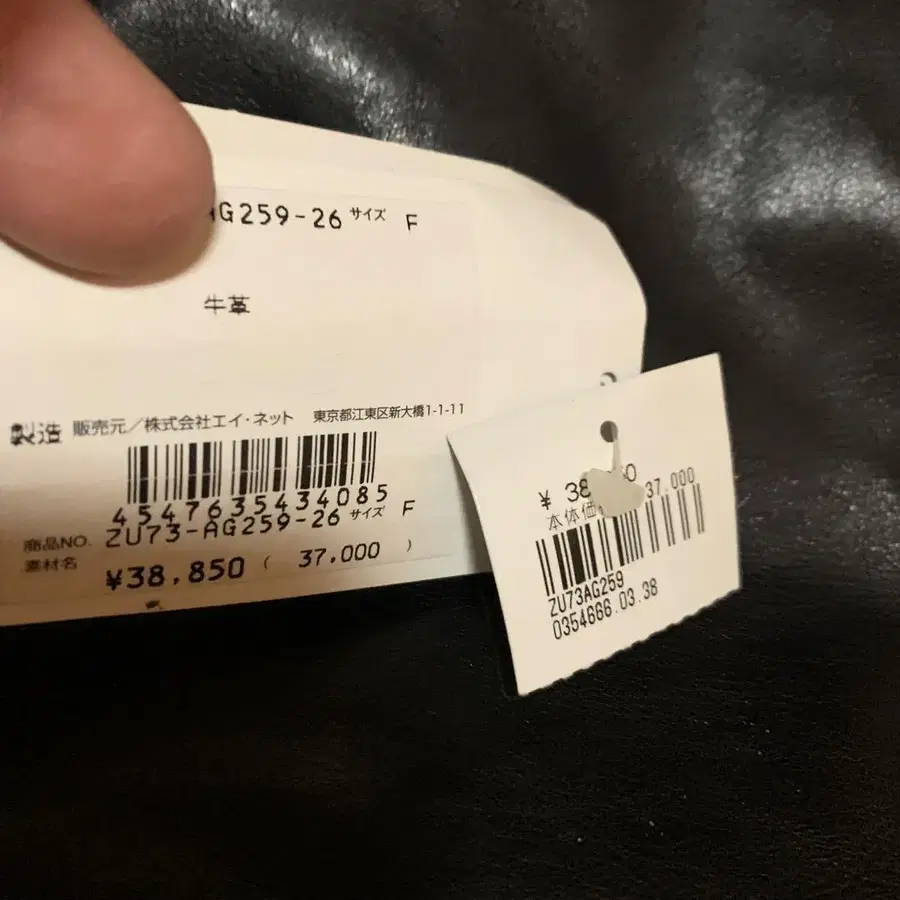 AG259-26 サイズ F
牛革
製造 販売元／株式会社エイ・ネット 東京都江東区新大橋1-1-11
4547635434085
商品NO. ZU73-AG259-26 サイズ F
素材名
¥38,850 ( 37,000 )
¥ 38
本体価 37,000
ZU73AG259
0354666.03.38